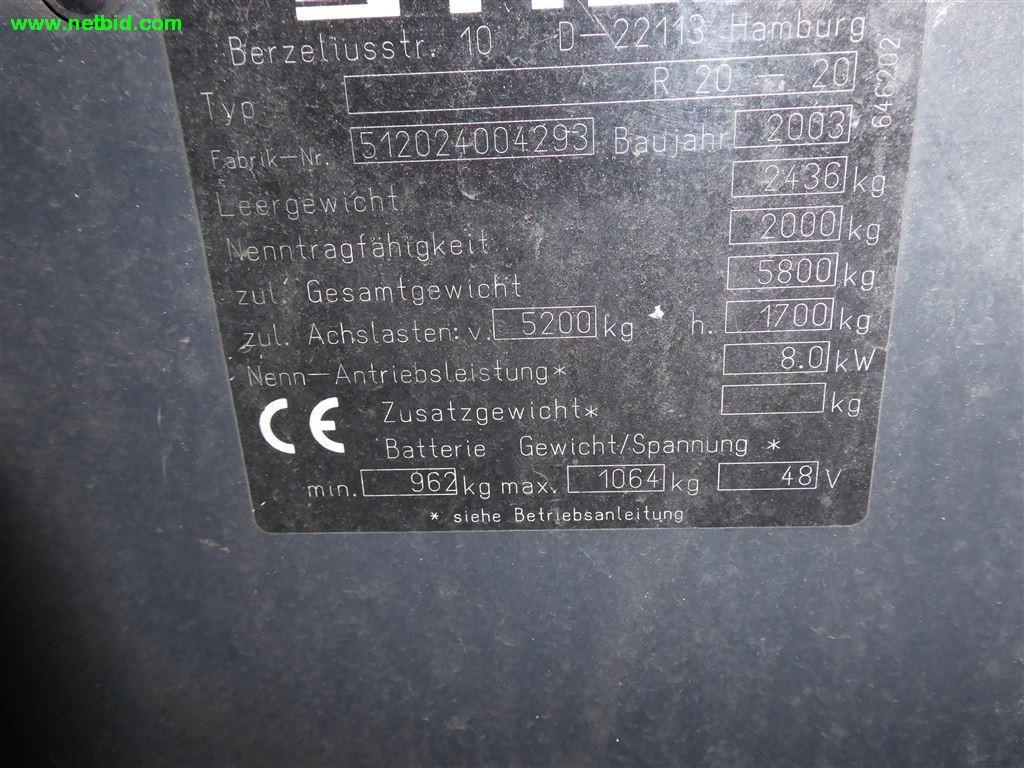 www.netbid.com
Berzeliusstr. 10 D-22113 Hamburg
Typ R 20 - 20
646202
Fabrik-Nr. 512024004293 Baujahr 2003
Leergewicht 2436 kg
Nenntragfähigkeit 2000 kg
zul. Gesamtgewicht 5800 kg
zul. Achslasten: v. 5200 kg h. 1700 kg
Nenn-Antriebsleistung* 8.0 kW
CE Zusatzgewicht* kg
Batterie Gewicht/Spannung *
min. 962 kg max. 1064 kg 48 V
* siehe Betriebsanleitung